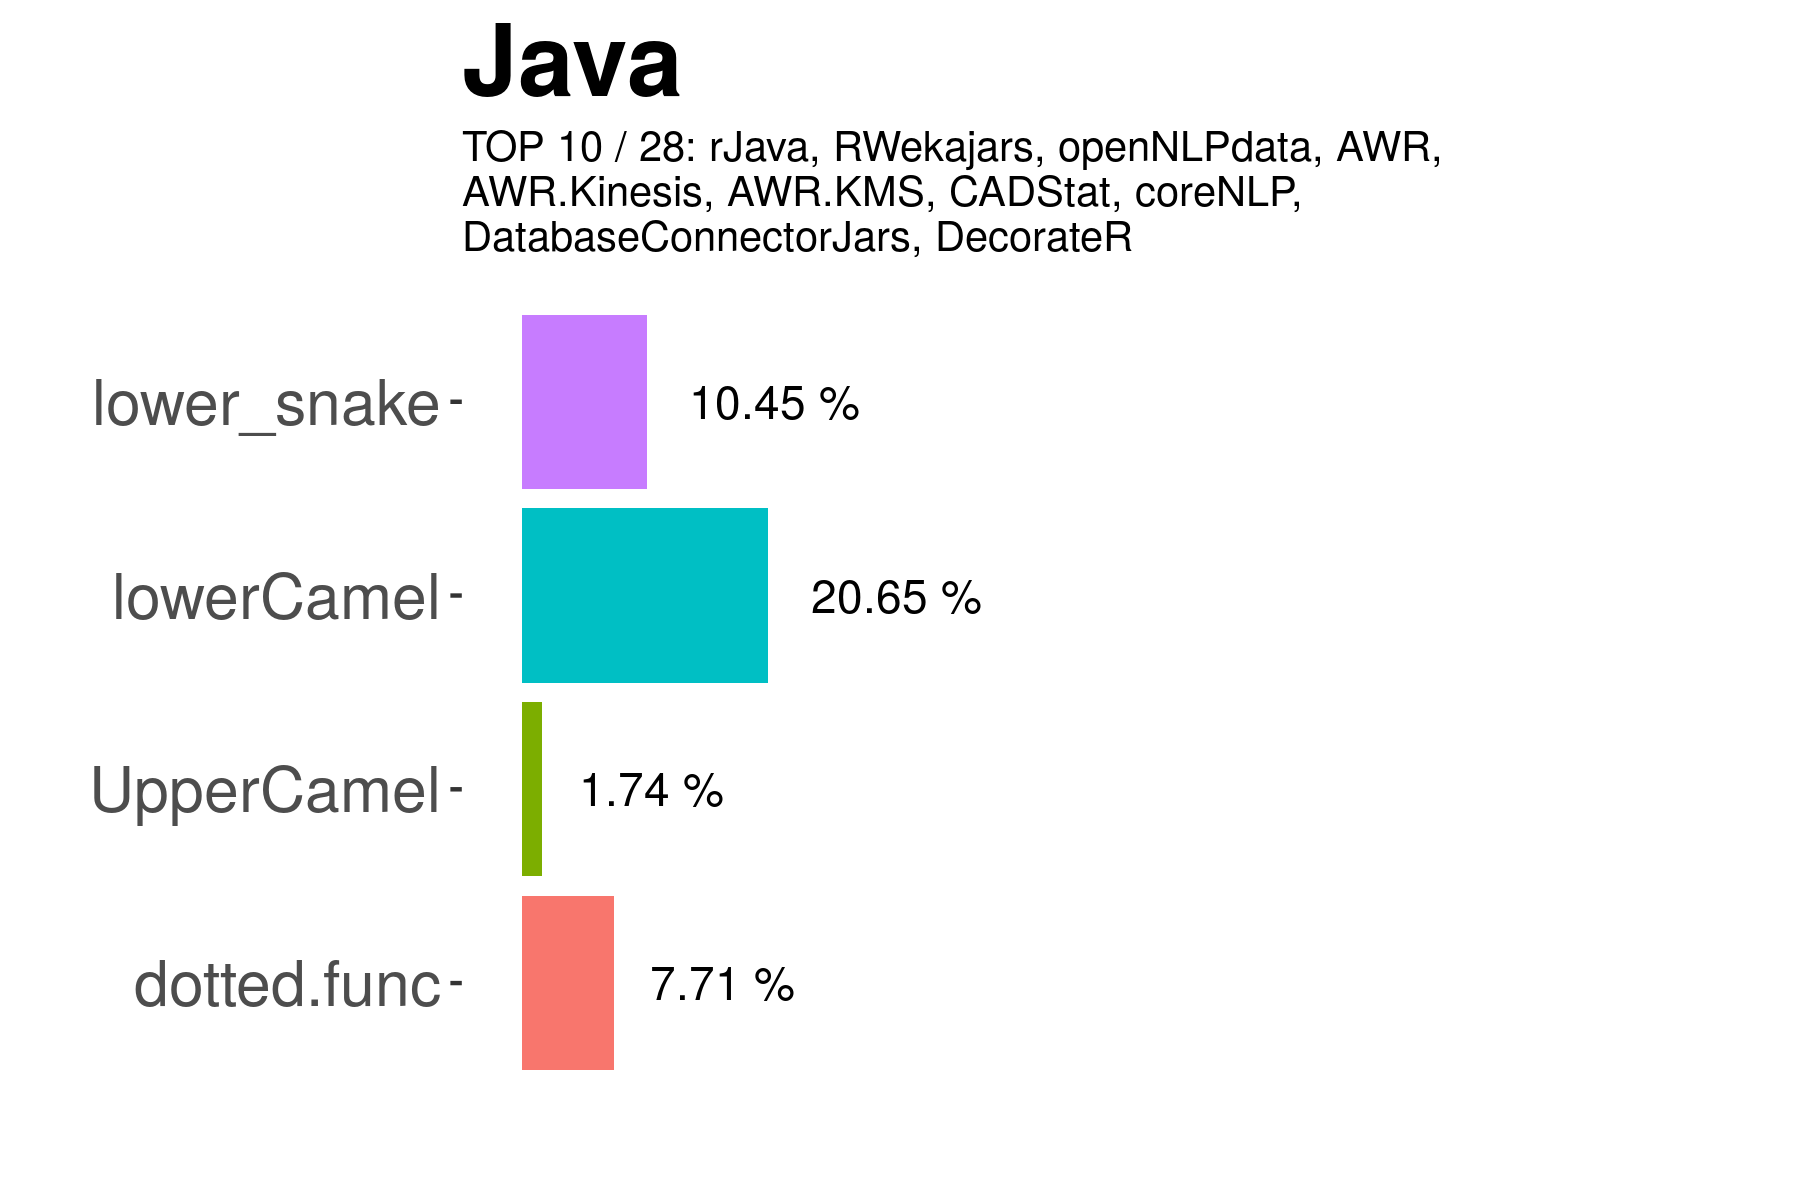 Java
TOP 10 / 28: rJava, RWekajars, openNLPdata, AWR,
AWR.Kinesis, AWR.KMS, CADStat, coreNLP,
DatabaseConnectorJars, DecorateR
lower_snake 10.45 %
lowerCamel 20.65 %
UpperCamel 1.74 %
dotted.func 7.71 %